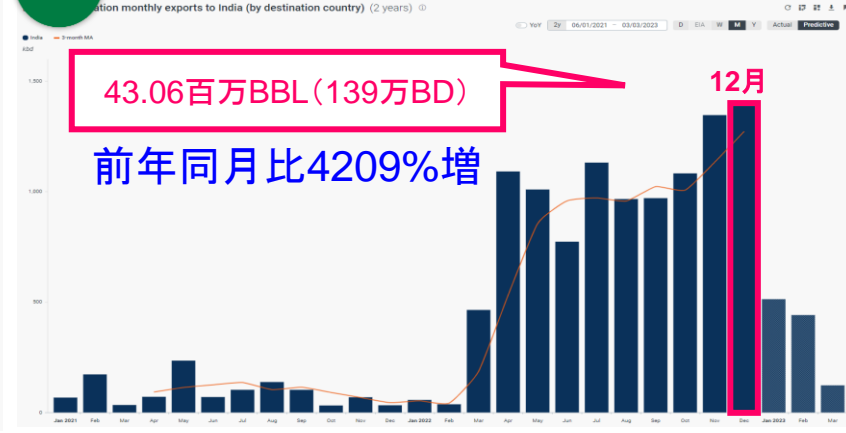 ation monthly exports to India (by destination country) (2 years)
YoY 2y 06/01/2021 - 03/03/2023 D EIA W M Y Actual Predictive
India 3-month MA
kbd
43.06百万BBL(139万BD)
12月
前年同月比4209%増
1,500
1,000
500
0
Jan 2021 Feb Mar Apr May Jun Jul Aug Sep Oct Nov Dec Jan 2022 Feb Mar Apr May Jun Jul Aug Sep Oct Nov Dec Jan 2023 Feb Mar